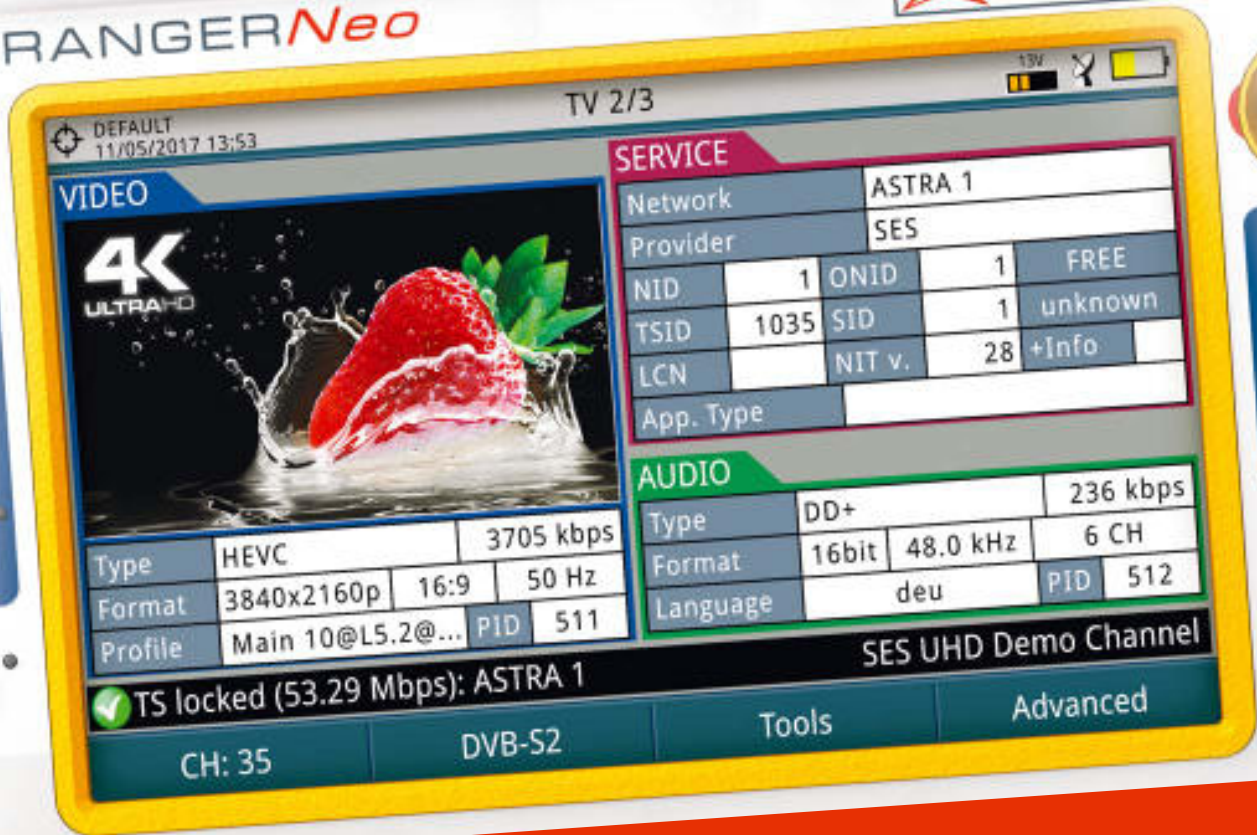 RANGERNeo
DEFAULT
11/05/2017 13:53
TV 2/3
13V
VIDEO
4K
ULTRAHD
Type HEVC 3705 kbps
Format 3840x2160p 16:9 50 Hz
Profile Main 10@L5.2@... PID 511
SERVICE
Network ASTRA 1
Provider SES
NID 1 ONID 1 FREE
TSID 1035 SID 1 unknown
LCN NIT v. 28 +Info
App. Type
AUDIO
Type DD+ 236 kbps
Format 16bit 48.0 kHz 6 CH
Language deu PID 512
TS locked (53.29 Mbps): ASTRA 1 SES UHD Demo Channel
CH: 35 DVB-S2 Tools Advanced